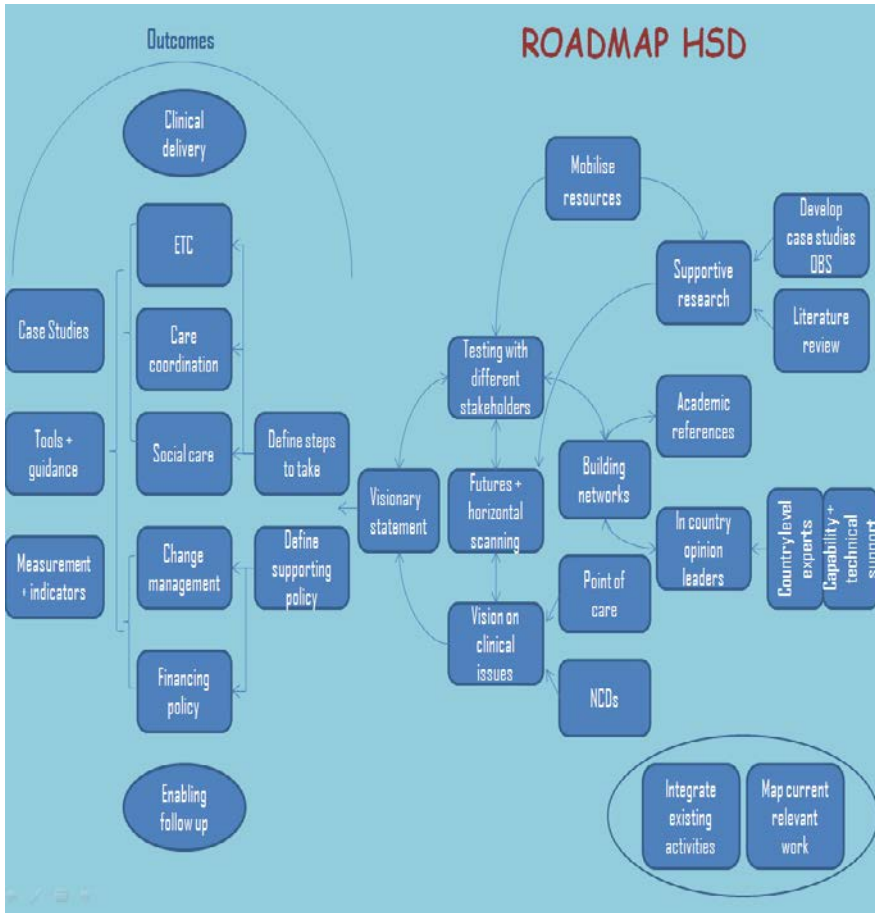 Outcomes
ROADMAP HSD
Clinical
delivery
Mobilise
resources
ETC
Develop
case studies
OBS
Supportive
research
Case Studies
Care
coordination
Literature
review
Testing with
different
stakeholders
Academic
references
Tools +
guidance
Social care
Define steps
to take
Building
networks
Visionary
statement
Futures +
horizontal
scanning
In country
opinion
leaders
Country level
experts
Capability +
technical
support
Measurement
+ indicators
Change
management
Define
supporting
policy
Point of
care
Vision on
clinical
issues
Financing
policy
NCDs
Enabling
follow up
Integrate
existing
activities
Map current
relevant
work